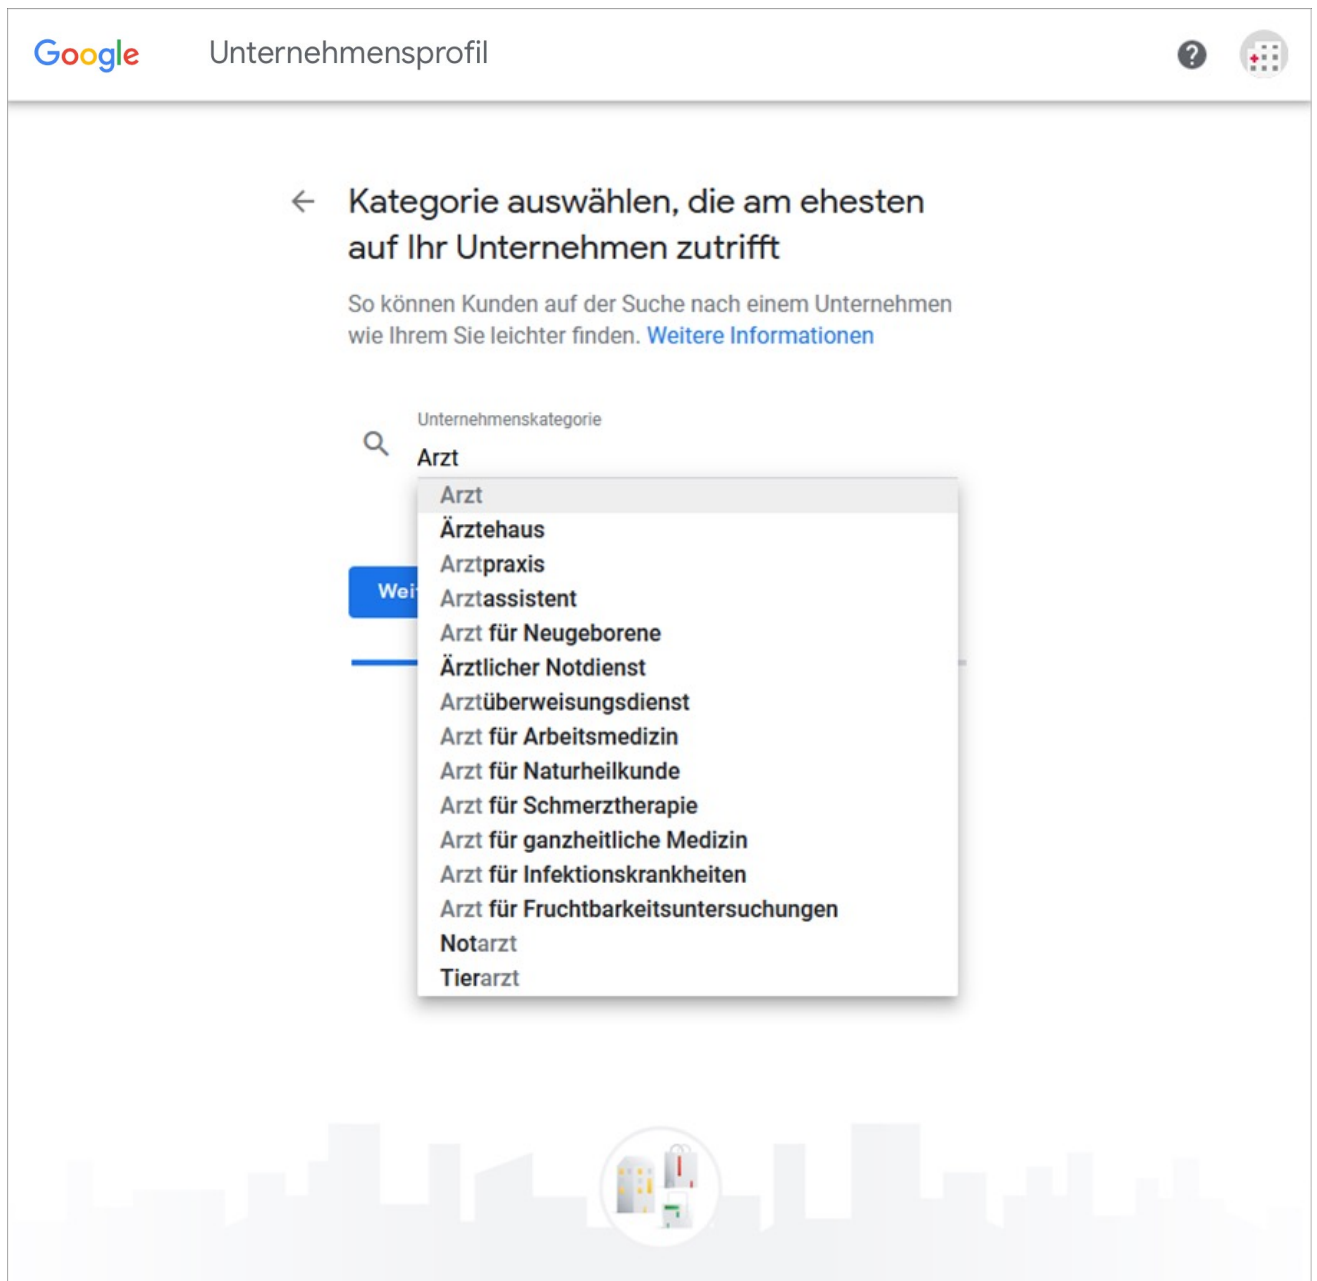 Google Unternehmensprofil
Kategorie auswählen, die am ehesten
auf Ihr Unternehmen zutrifft
So können Kunden auf der Suche nach einem Unternehmen
wie Ihrem Sie leichter finden. Weitere Informationen
Unternehmenskategorie
Arzt
Arzt
Ärztehaus
Arztpraxis
Arztassistent
Wei
Arzt für Neugeborene
Ärztlicher Notdienst
Arztüberweisungsdienst
Arzt für Arbeitsmedizin
Arzt für Naturheilkunde
Arzt für Schmerztherapie
Arzt für ganzheitliche Medizin
Arzt für Infektionskrankheiten
Arzt für Fruchtbarkeitsuntersuchungen
Notarzt
Tierarzt